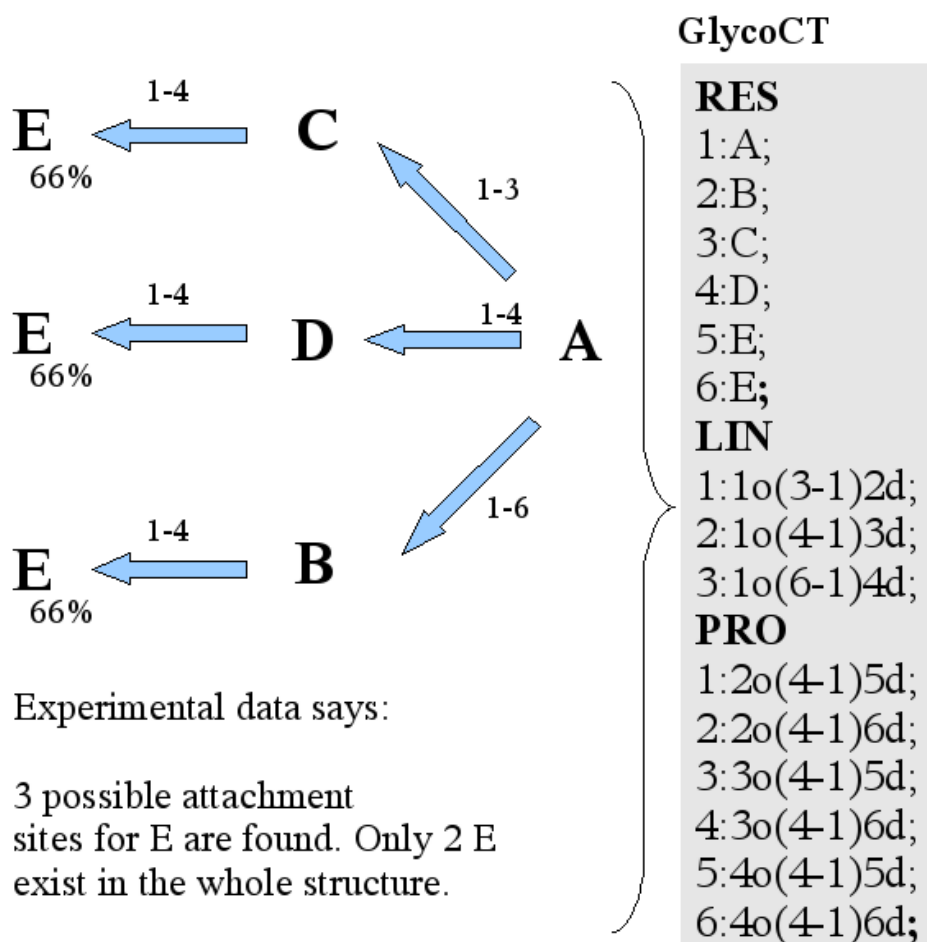 GlycoCT
1-4
E
C
66%
1-3
1-4
E
D
66%
1-4
A
1-4
E
B
66%
1-6
Experimental data says:
3 possible attachment
sites for E are found. Only 2 E
exist in the whole structure.
RES
1:A;
2:B;
3:C;
4:D;
5:E;
6:E;
LIN
1:1o(3-1)2d;
2:1o(4-1)3d;
3:1o(6-1)4d;
PRO
1:2o(4-1)5d;
2:2o(4-1)6d;
3:3o(4-1)5d;
4:3o(4-1)6d;
5:4o(4-1)5d;
6:4o(4-1)6d;